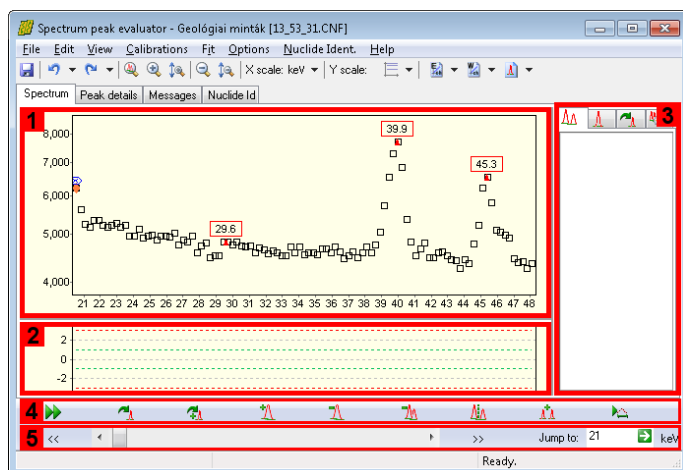 Spectrum peak evaluator - Geológiai minták [13_53_31.CNF]
File Edit View Calibrations Fit Options Nuclide Ident. Help
X scale: keV Y scale:
Spectrum Peak details Messages Nuclide Id
1
3
8,000
7,000
6,000
5,000
4,000
39.9
45.3
29.6
21 22 23 24 25 26 27 28 29 30 31 32 33 34 35 36 37 38 39 40 41 42 43 44 45 46 47 48
2
2
0
-2
4
5
<< >> Jump to: 21 keV
Ready.